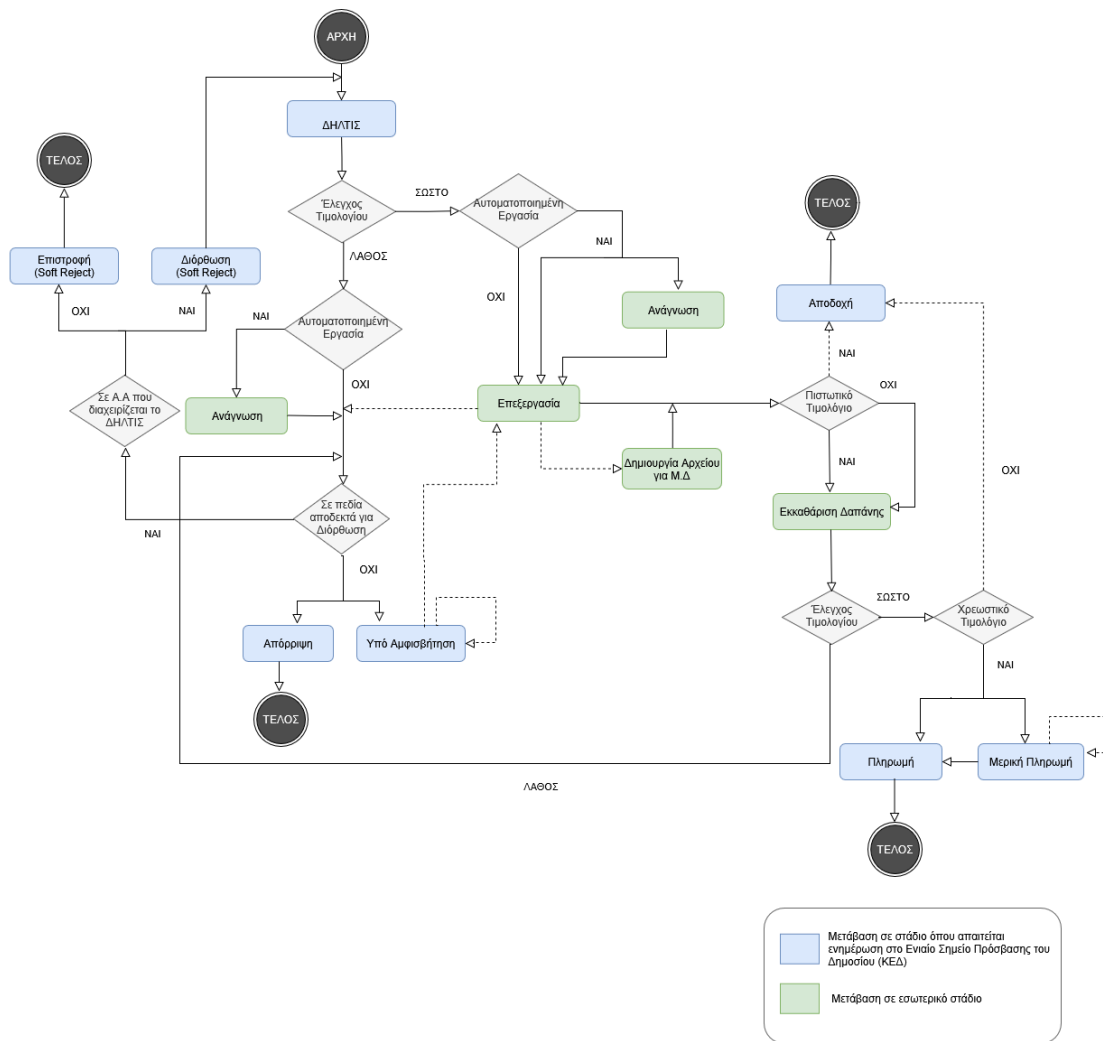 ΑΡΧΗ
ΔΗΛΤΙΣ
ΤΕΛΟΣ
Έλεγχος
Τιμολογίου
ΣΩΣΤΟ
Αυτοματοποιημένη
Εργασία
ΤΕΛΟΣ
ΝΑΙ
ΛΑΘΟΣ
Επιστροφή
(Soft Reject)
Διόρθωση
(Soft Reject)
ΟΧΙ
ΝΑΙ
ΟΧΙ
Ανάγνωση
Αποδοχή
ΝΑΙ
Αυτοματοποιημένη
Εργασία
ΝΑΙ
ΟΧΙ
ΟΧΙ
Σε Α.Α που
διαχειρίζεται το
ΔΗΛΤΙΣ
Ανάγνωση
Επεξεργασία
Πιστωτικό
Τιμολόγιο
ΝΑΙ
Δημιουργία Αρχείου
για Μ.Δ
ΟΧΙ
Σε πεδία
αποδεκτά για
Διόρθωση
Εκκαθάριση Δαπάνης
ΝΑΙ
ΟΧΙ
Έλεγχος
Τιμολογίου
ΣΩΣΤΟ
Χρεωστικό
Τιμολόγιο
Απόρριψη
Υπό Αμφισβήτηση
ΝΑΙ
ΤΕΛΟΣ
Πληρωμή
Μερική Πληρωμή
ΛΑΘΟΣ
ΤΕΛΟΣ
Μετάβαση σε στάδιο όπου απαιτείται
ενημέρωση στο Ενιαίο Σημείο Πρόσβασης του
Δημοσίου (ΚΕΔ)
Μετάβαση σε εσωτερικό στάδιο